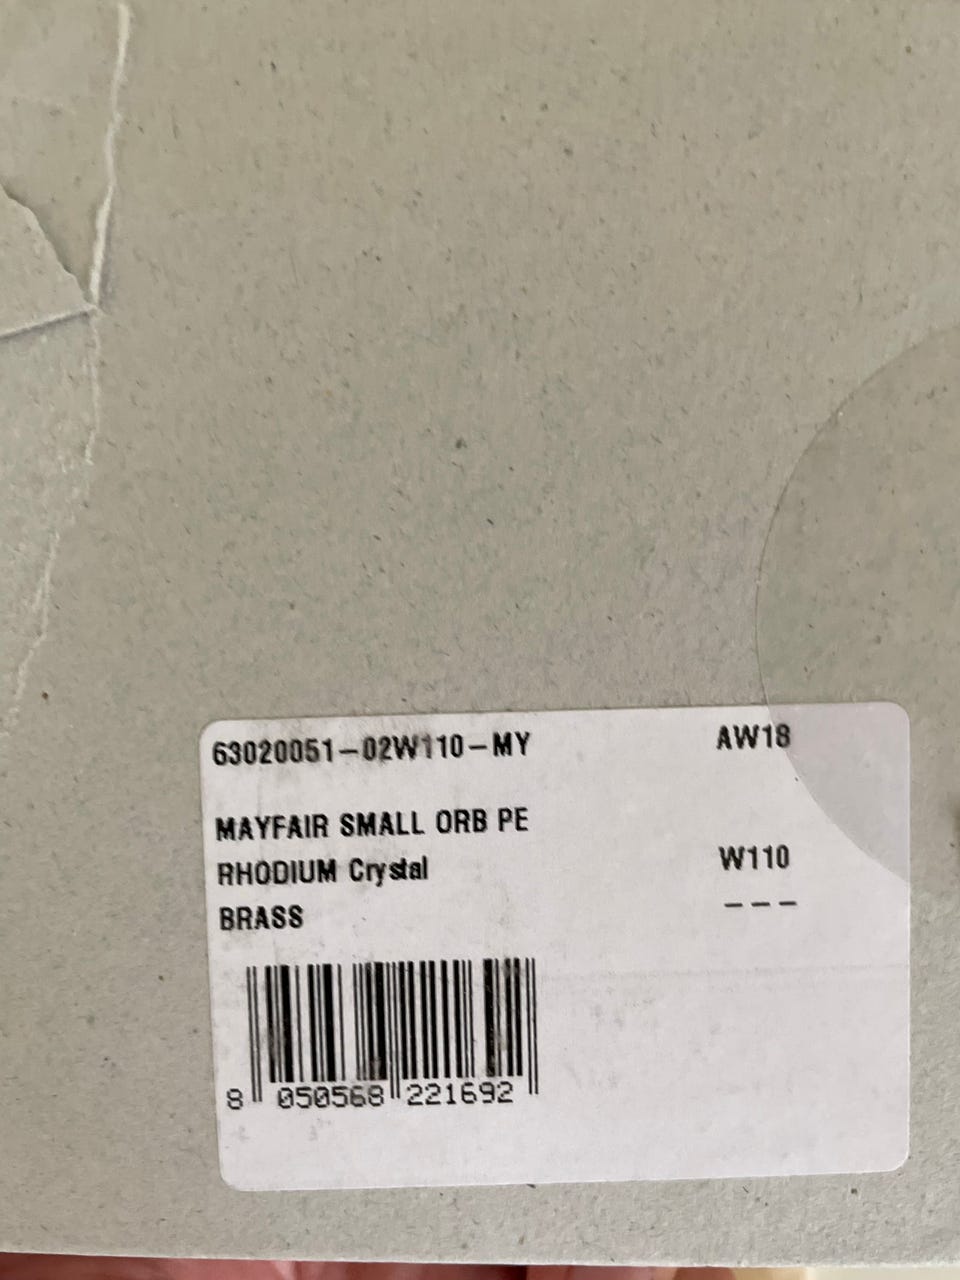 63020051-02W110-MY AW18
MAYFAIR SMALL ORB PE
RHODIUM Crystal W110
BRASS ---
8 050568 221692